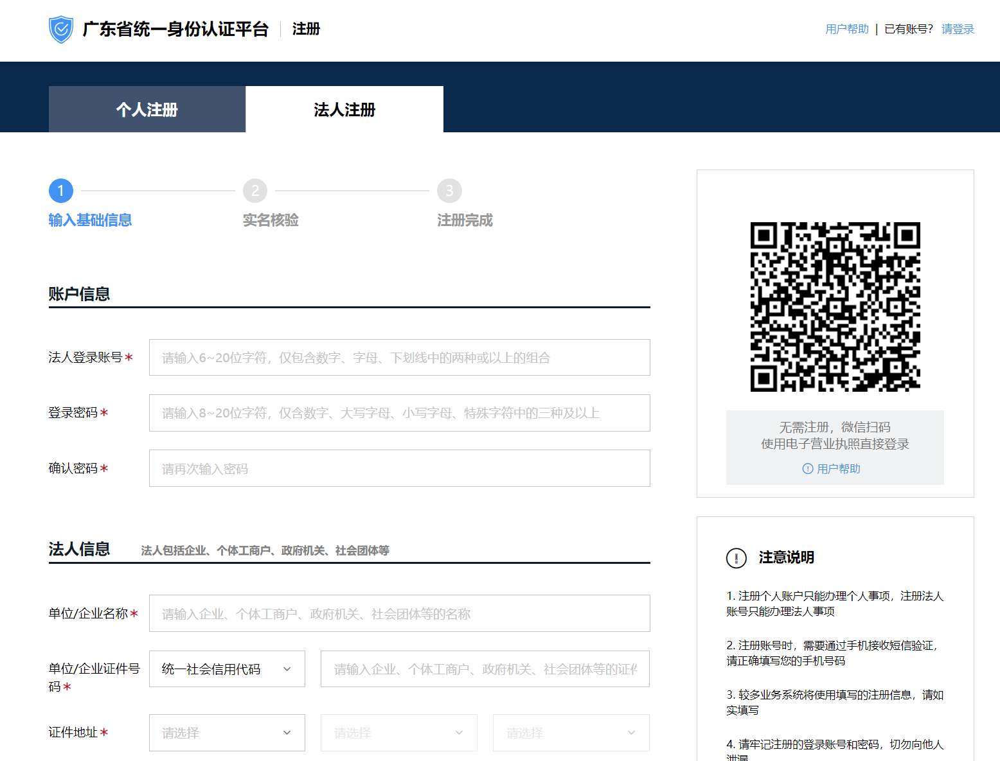 广东省统一身份认证平台
注册
用户帮助 | 已有账号? 请登录
个人注册
法人注册
1
2
3
输入基础信息
实名核验
注册完成
账户信息
法人登录账号*
请输入6~20位字符，仅包含数字、字母、下划线中的两种或以上的组合
登录密码*
请输入8~20位字符，仅含数字、大写字母、小写字母、特殊字符中的三种及以上
确认密码*
请再次输入密码
法人信息
法人包括企业、个体工商户、政府机关、社会团体等
单位/企业名称*
请输入企业、个体工商户、政府机关、社会团体等的名称
单位/企业证件号
码*
统一社会信用代码
请输入企业、个体工商户、政府机关、社会团体等的证件
证件地址*
请选择
请选择
请选择
无需注册，微信扫码
使用电子营业执照直接登录
用户帮助
注意说明
1. 注册个人账户只能办理个人事项，注册法人
账号只能办理法人事项
2. 注册账号时，需要通过手机接收短信验证，
请正确填写您的手机号码
3. 较多业务系统将使用填写的注册信息，请如
实填写
4. 请牢记注册的登录账号和密码，切勿向他人
泄漏